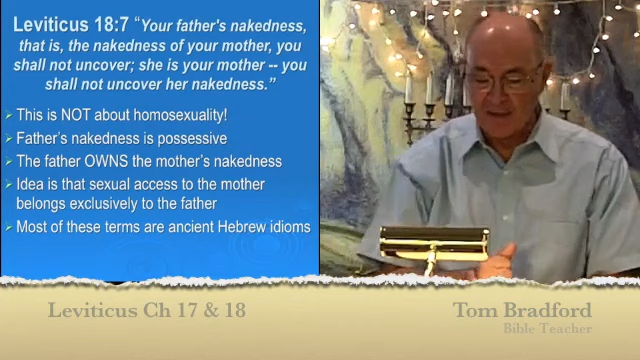 Leviticus 18:7 “Your father's nakedness,
that is, the nakedness of your mother, you
shall not uncover; she is your mother -- you
shall not uncover her nakedness.”
This is NOT about homosexuality!
Father's nakedness is possessive
The father OWNS the mother's nakedness
Idea is that sexual access to the mother
belongs exclusively to the father
Most of these terms are ancient Hebrew idioms
Leviticus Ch 17 & 18
Tom Bradford
Bible Teacher